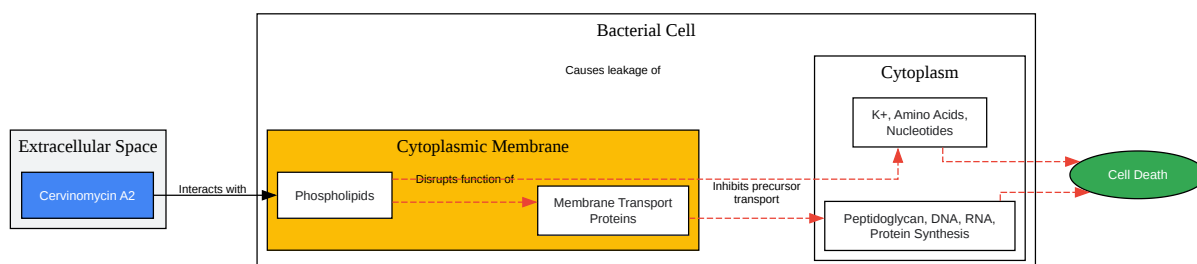 Bacterial Cell
Causes leakage of
Cytoplasm
K+, Amino Acids,
Nucleotides
Extracellular Space
Cytoplasmic Membrane
Cervinomycin A2
Interacts with
Phospholipids
Disrupts function of
Membrane Transport
Proteins
Inhibits precursor
transport
Peptidoglycan, DNA, RNA,
Protein Synthesis
Cell Death